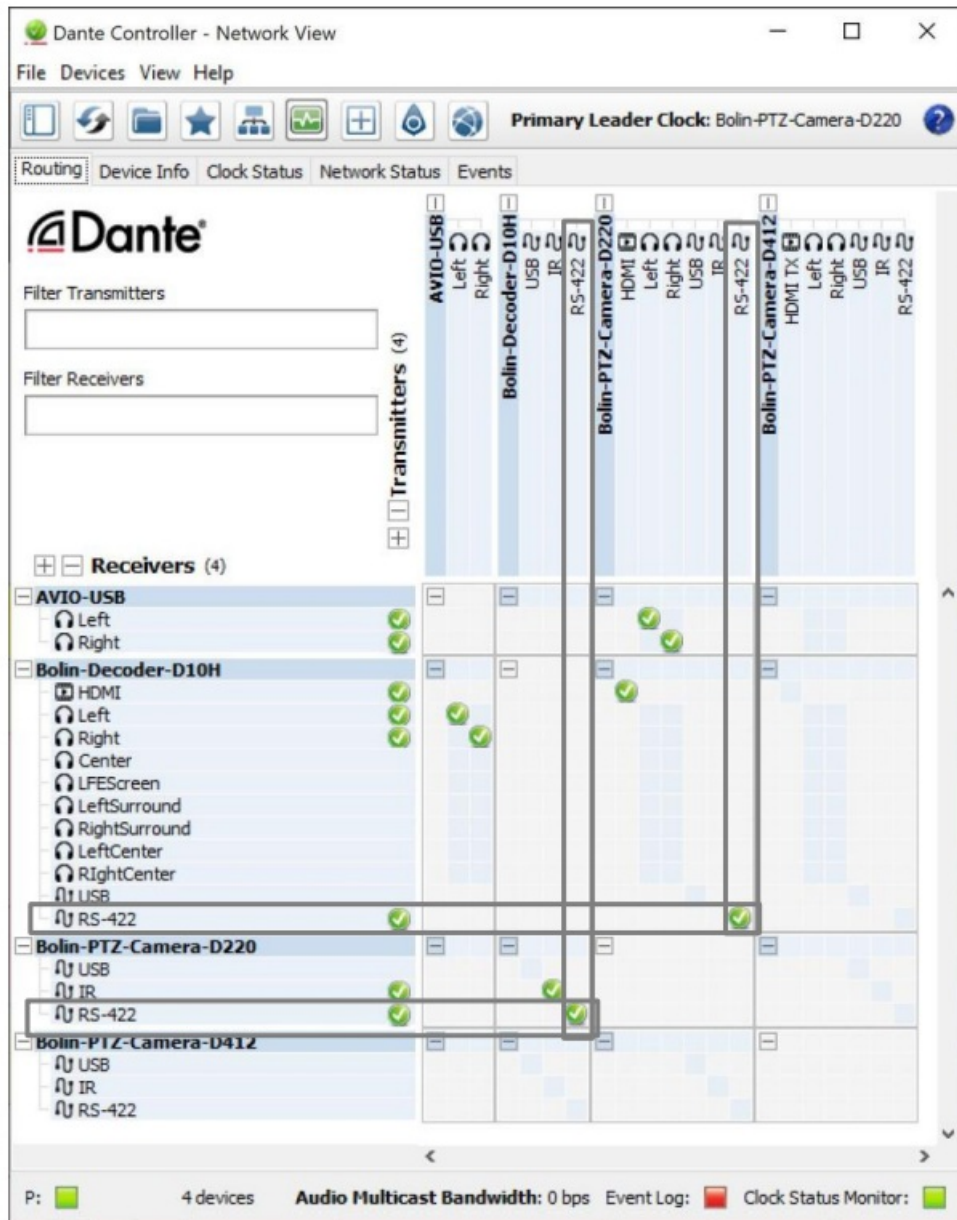 Dante Controller - Network View
File Devices View Help
Primary Leader Clock: Bolin-PTZ-Camera-D220
Routing Device Info Clock Status Network Status Events
Dante
Filter Transmitters
Filter Receivers
Transmitters (4)
AVIO-USB
Left
Right
Bolin-Decoder-D10H
USB
IR
RS-422
Bolin-PTZ-Camera-D220
HDMI
Left
Right
USB
IR
RS-422
Bolin-PTZ-Camera-D412
HDMI TX
Left
Right
USB
IR
RS-422
Receivers (4)
AVIO-USB
Left
Right
Bolin-Decoder-D10H
HDMI
Left
Right
Center
LFEScreen
LeftSurround
RightSurround
LeftCenter
RIghtCenter
USB
RS-422
Bolin-PTZ-Camera-D220
USB
IR
RS-422
Bolin-PTZ-Camera-D412
USB
IR
RS-422
P: 4 devices Audio Multicast Bandwidth: 0 bps Event Log: Clock Status Monitor: